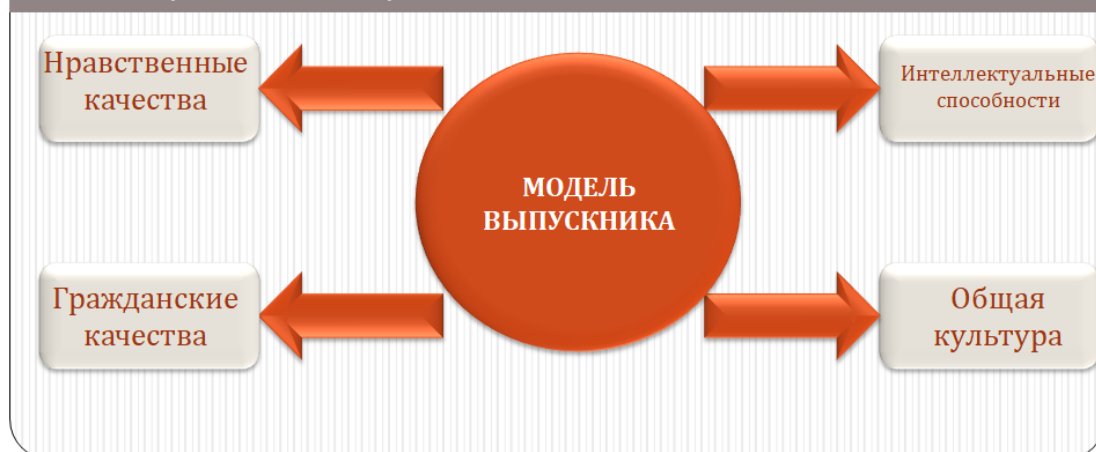 Нравственные
качества
Интеллектуальные
способности
МОДЕЛЬ
ВЫПУСКНИКА
Гражданские
качества
Общая
культура